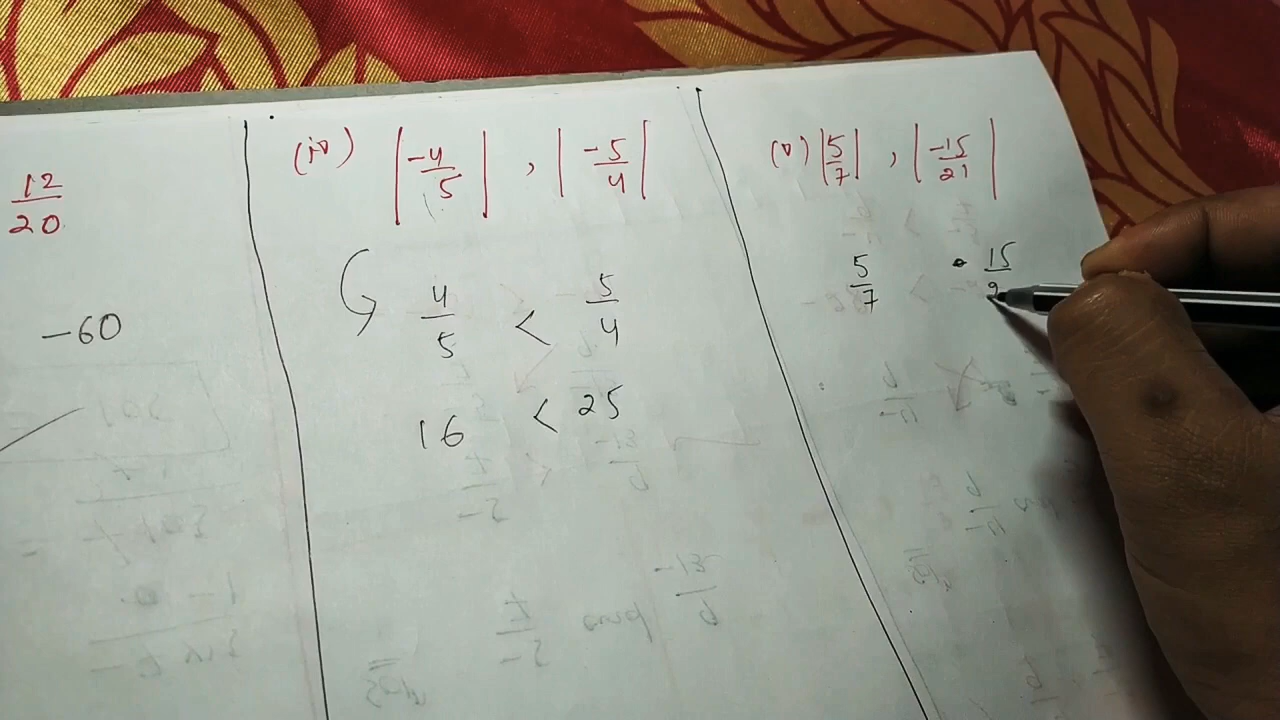 12/20
-60
(iv) |-4/5| , |-5/4|
4/5 < 5/4
16 < 25
(v) |5/7| , |-15/21|
5/7 15/2